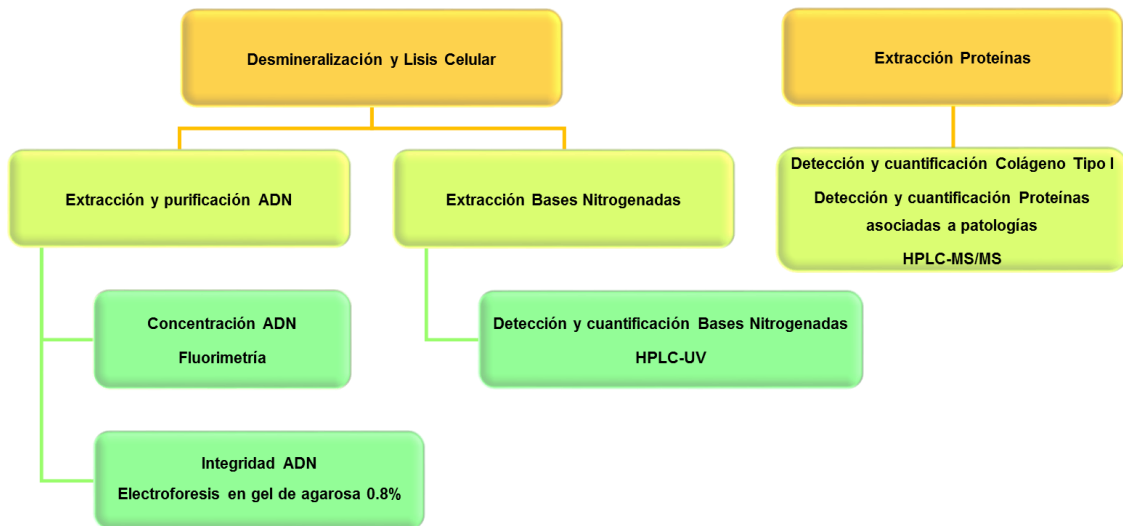 Desmineralización y Lisis Celular
Extracción Proteínas
Extracción y purificación ADN
Extracción Bases Nitrogenadas
Detección y cuantificación Colágeno Tipo I
Detección y cuantificación Proteínas
asociadas a patologías
HPLC-MS/MS
Concentración ADN
Fluorimetría
Detección y cuantificación Bases Nitrogenadas
HPLC-UV
Integridad ADN
Electroforesis en gel de agarosa 0.8%